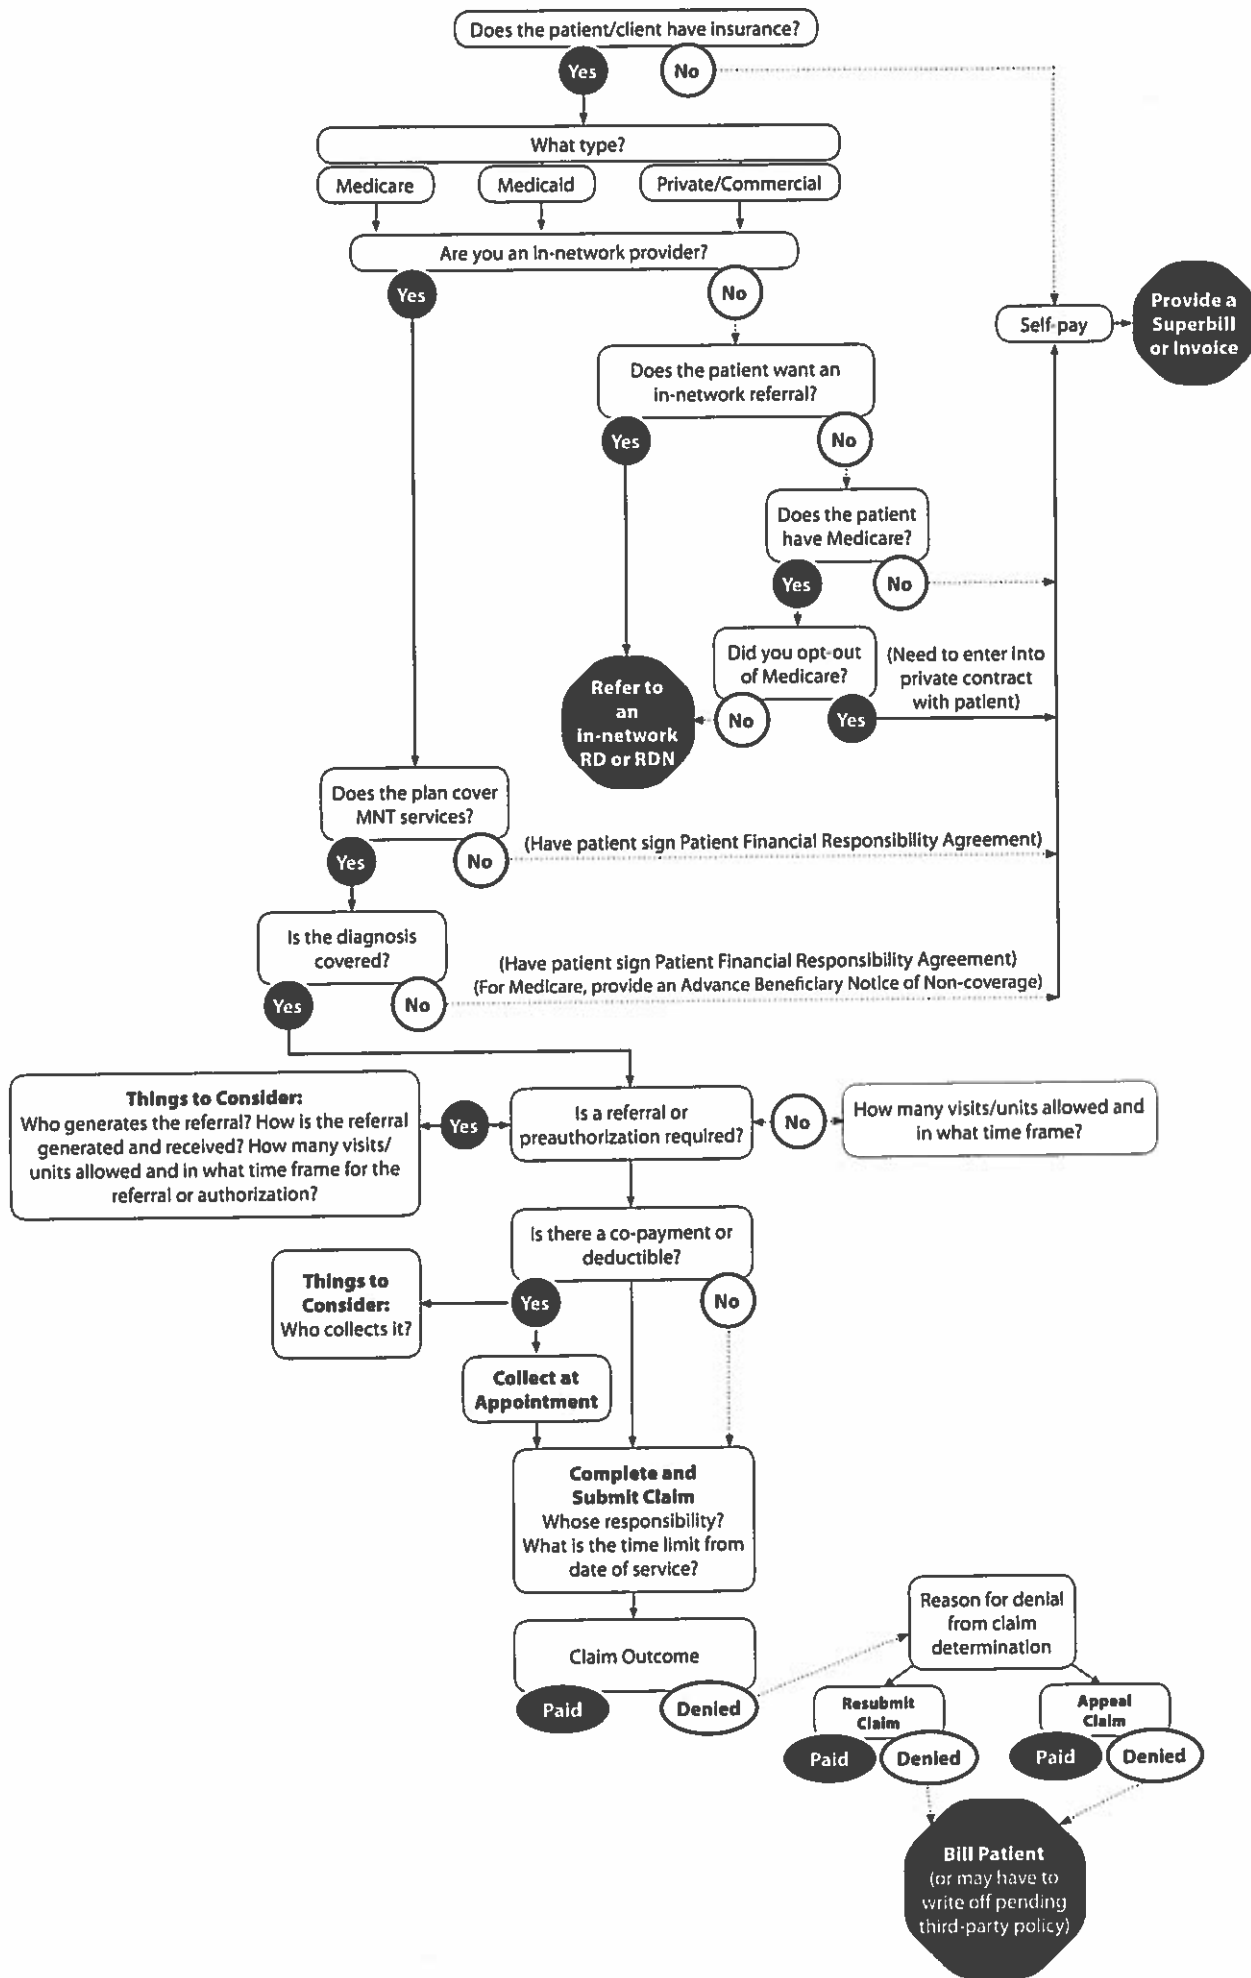 Does the patient/client have insurance?
Yes
No
What type?
Medicare
Medicaid
Private/Commercial
Are you an in-network provider?
Yes
No
Self-pay
Provide a
Superbill
or Invoice
Does the patient want an
in-network referral?
Yes
No
Does the patient
have Medicare?
Yes
No
Did you opt-out
of Medicare?
No
Yes
(Need to enter into
private contract
with patient)
Refer to
an
in-network
RD or RDN
Does the plan cover
MNT services?
Yes
No
(Have patient sign Patient Financial Responsibility Agreement)
Is the diagnosis
covered?
Yes
No
(Have patient sign Patient Financial Responsibility Agreement)
(For Medicare, provide an Advance Beneficiary Notice of Non-coverage)
Things to Consider:
Who generates the referral? How is the referral
generated and received? How many visits/
units allowed and in what time frame for the
referral or authorization?
Yes
Is a referral or
preauthorization required?
No
How many visits/units allowed and
in what time frame?
Is there a co-payment or
deductible?
Yes
No
Things to
Consider:
Who collects it?
Collect at
Appointment
Complete and
Submit Claim
Whose responsibility?
What is the time limit from
date of service?
Claim Outcome
Paid
Denied
Reason for denial
from claim
determination
Resubmit
Claim
Paid
Denied
Appeal
Claim
Paid
Denied
Bill Patient
(or may have to
write off pending
third-party policy)